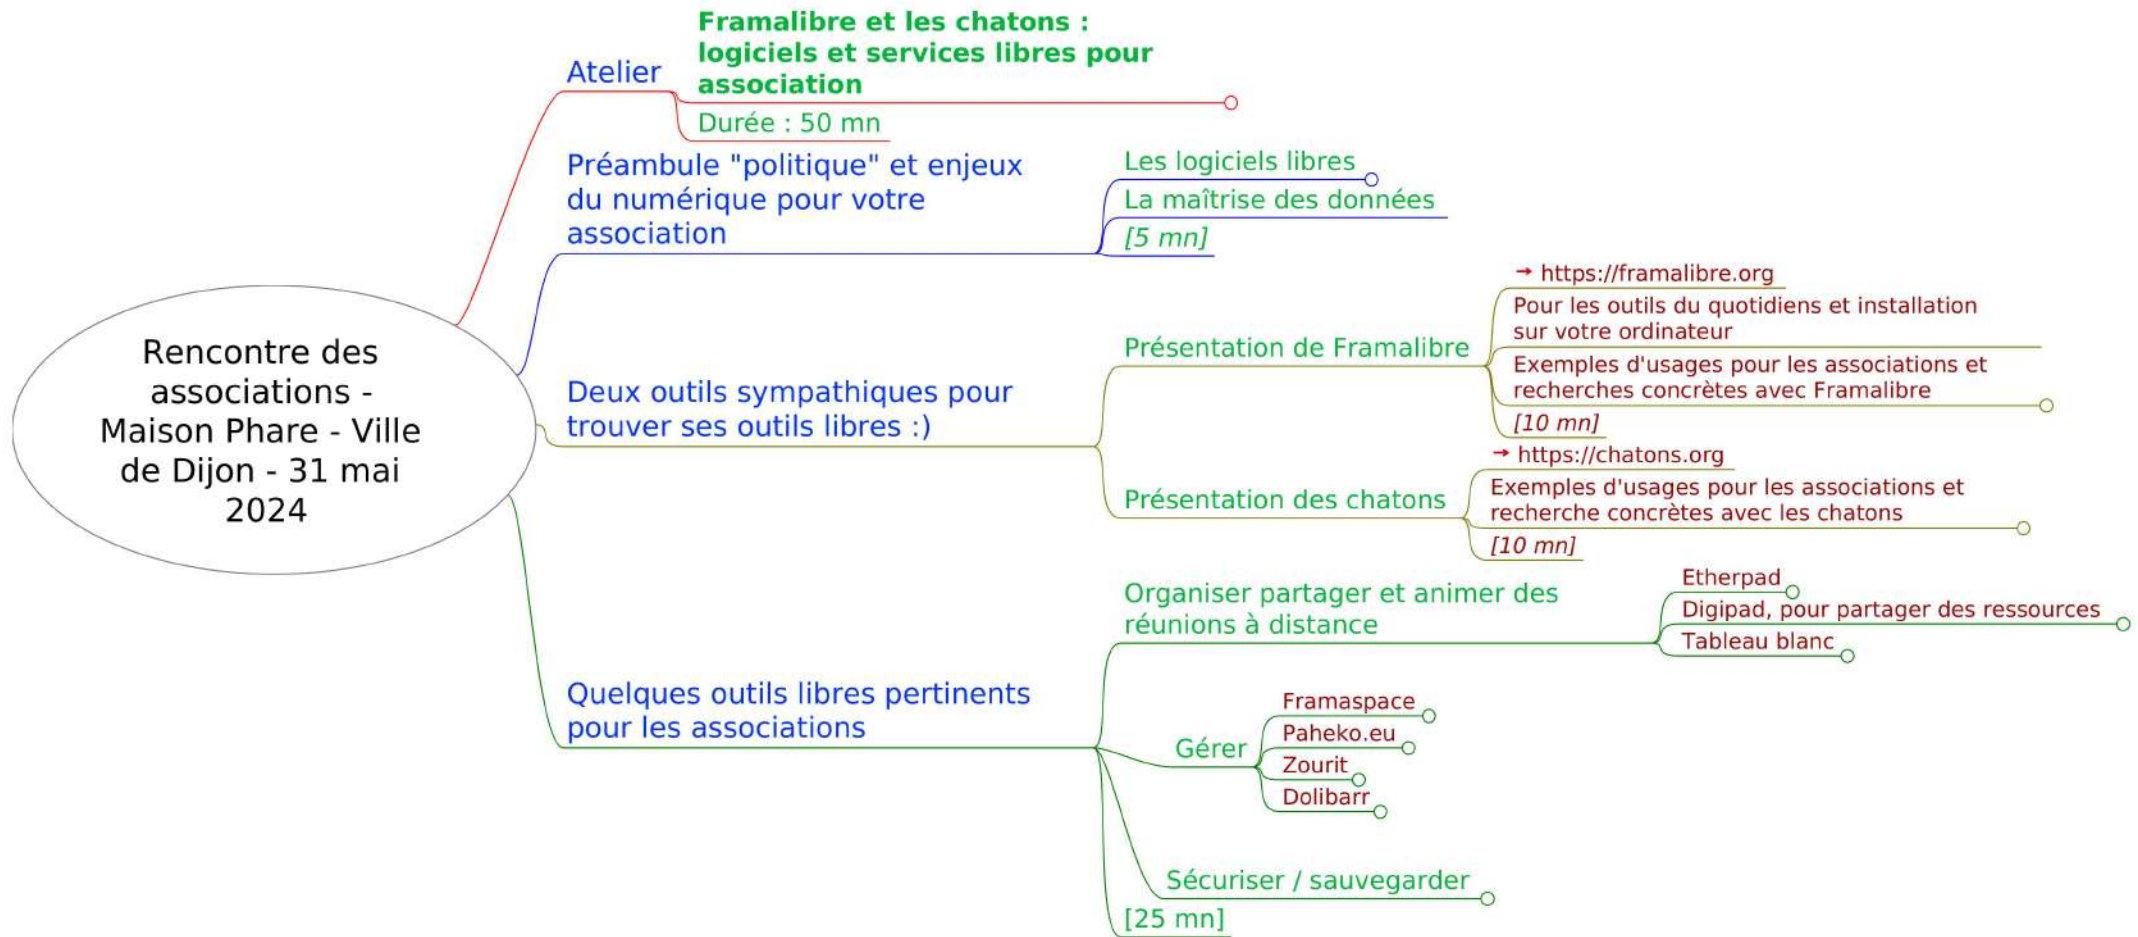 Rencontre des
associations -
Maison Phare - Ville
de Dijon - 31 mai
2024
Atelier
Framalibre et les chatons :
logiciels et services libres pour
association
Durée : 50 mn
Préambule "politique" et enjeux
du numérique pour votre
association
Les logiciels libres
La maîtrise des données
[5 mn]
Deux outils sympathiques pour
trouver ses outils libres :)
Présentation de Framalibre
https://framalibre.org
Pour les outils du quotidiens et installation
sur votre ordinateur
Exemples d'usages pour les associations et
recherches concrètes avec Framalibre
[10 mn]
Présentation des chatons
https://chatons.org
Exemples d'usages pour les associations et
recherche concrètes avec les chatons
[10 mn]
Quelques outils libres pertinents
pour les associations
Organiser partager et animer des
réunions à distance
Etherpad
Digipad, pour partager des ressources
Tableau blanc
Gérer
Framaspace
Paheko.eu
Zourit
Dolibarr
Sécuriser / sauvegarder
[25 mn]